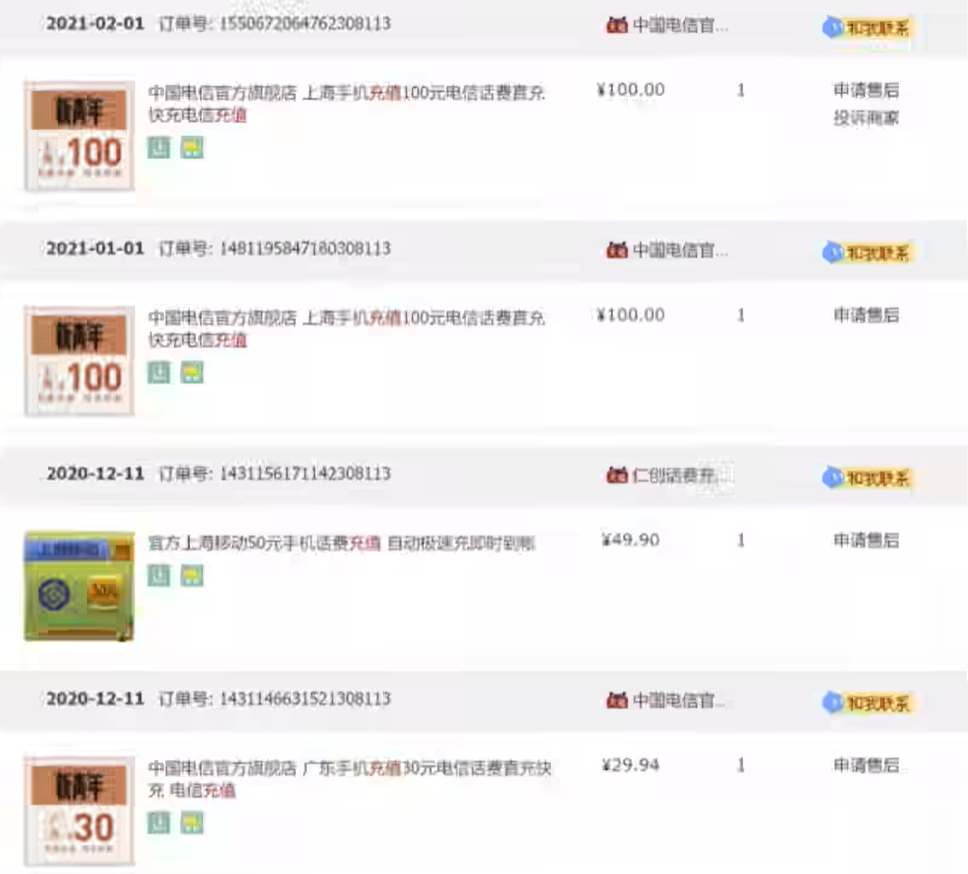 2021-02-01 订单号: 1550672064762308113 中国电信官... 和我联系
中国电信官方旗舰店 上海手机充值100元电信话费直充 ¥100.00 1 申请售后
快充电信充值 投诉商家
新青年
100
2021-01-01 订单号: 1481195847180308113 中国电信官... 和我联系
中国电信官方旗舰店 上海手机充值100元电信话费直充 ¥100.00 1 申请售后
快充电信充值
新青年
100
2020-12-11 订单号: 1431156171142308113 仁创话费充... 和我联系
官方上海移动50元手机话费充值 自动极速充即时到账 ¥49.90 1 申请售后
50元
2020-12-11 订单号: 1431146631521308113 中国电信官... 和我联系
中国电信官方旗舰店 广东手机充值30元电信话费直充快 ¥29.94 1 申请售后
充 电信充值
新青年
30